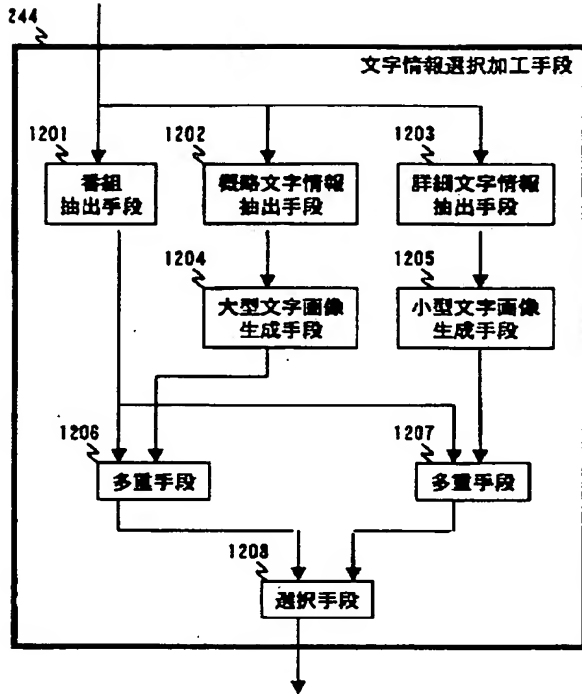 244
文字情報選択加工手段
1201
1202
1203
番組
抽出手段
概略文字情報
抽出手段
詳細文字情報
抽出手段
1204
1205
大型文字画像
生成手段
小型文字画像
生成手段
1206
1207
多重手段
多重手段
1208
選択手段